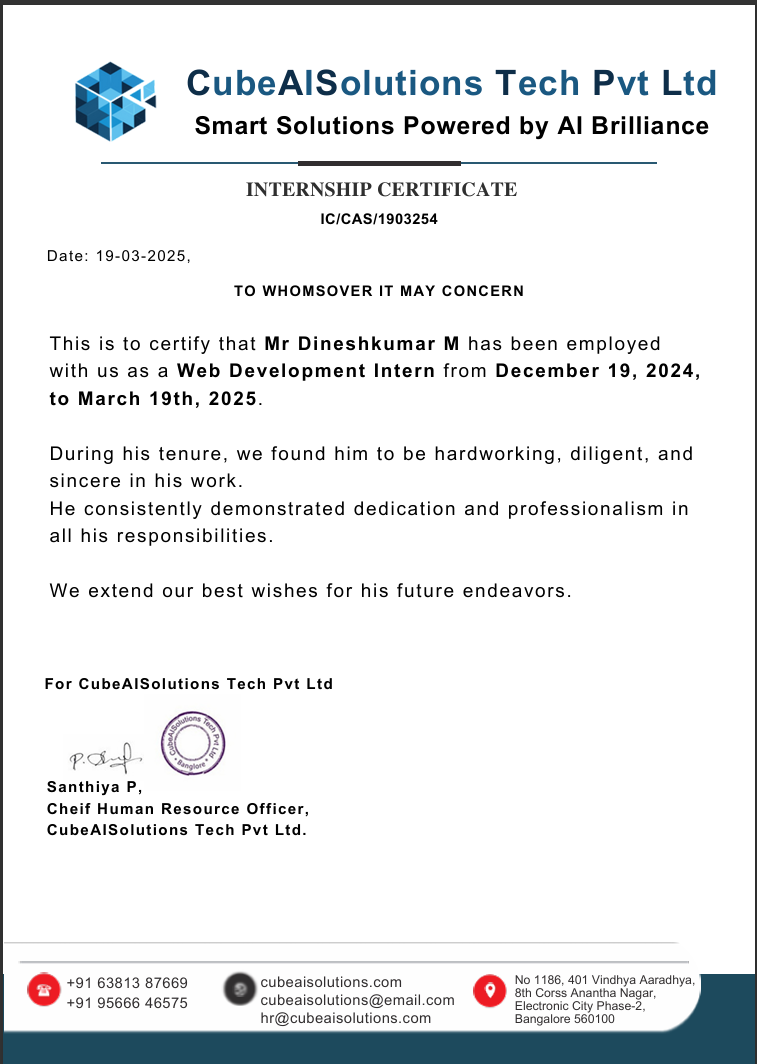 CubeAISolutions Tech Pvt Ltd
Smart Solutions Powered by AI Brilliance
INTERNSHIP CERTIFICATE
IC/CAS/1903254
Date: 19-03-2025,
TO WHOMSOVER IT MAY CONCERN
This is to certify that Mr Dineshkumar M has been employed
with us as a Web Development Intern from December 19, 2024,
to March 19th, 2025.
During his tenure, we found him to be hardworking, diligent, and
sincere in his work.
He consistently demonstrated dedication and professionalism in
all his responsibilities.
We extend our best wishes for his future endeavors.
For CubeAISolutions Tech Pvt Ltd
CubeAISolutions Tech Pvt Ltd
Banglore
Santhiya P,
Cheif Human Resource Officer,
CubeAISolutions Tech Pvt Ltd.
+91 63813 87669
+91 95666 46575
cubeaisolutions.com
cubeaisolutions@email.com
hr@cubeaisolutions.com
No 1186, 401 Vindhya Aaradhya,
8th Corss Anantha Nagar,
Electronic City Phase-2,
Bangalore 560100